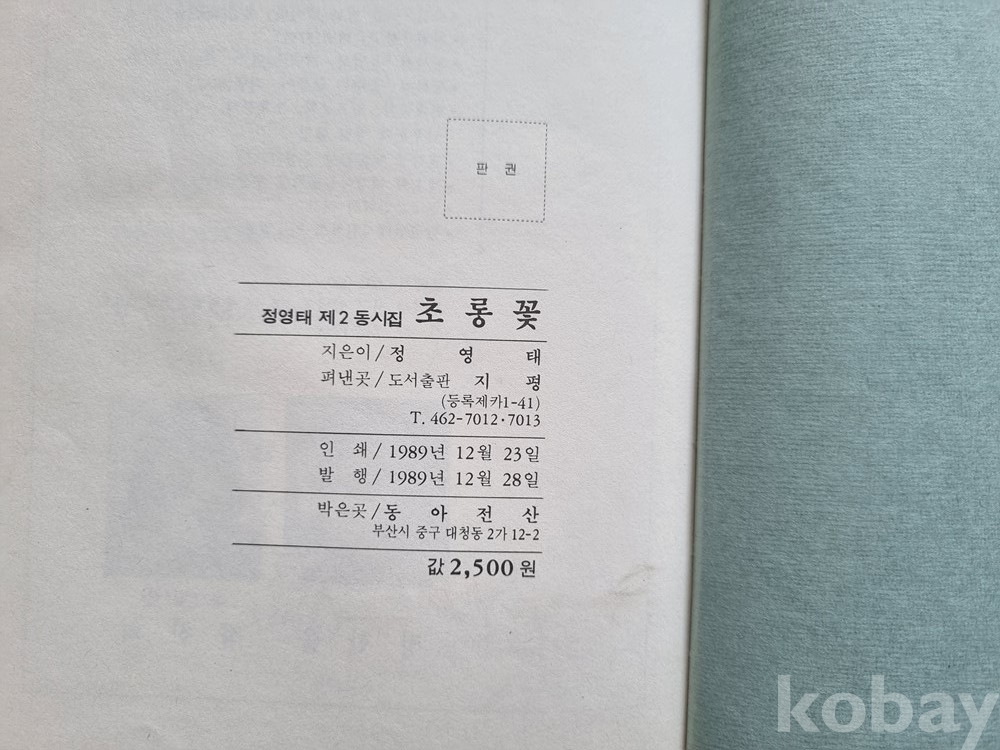 판 권
정영태 제2동시집 초 롱 꽃
지은이/정 영 태
펴낸곳/도서출판 지 평
(등록제카1-41)
T. 462-7012·7013
인 쇄/1989년 12월 23일
발 행/1989년 12월 28일
박은곳/동 아 전 산
부산시 중구 대청동 2가 12-2
값 2,500원
kobay